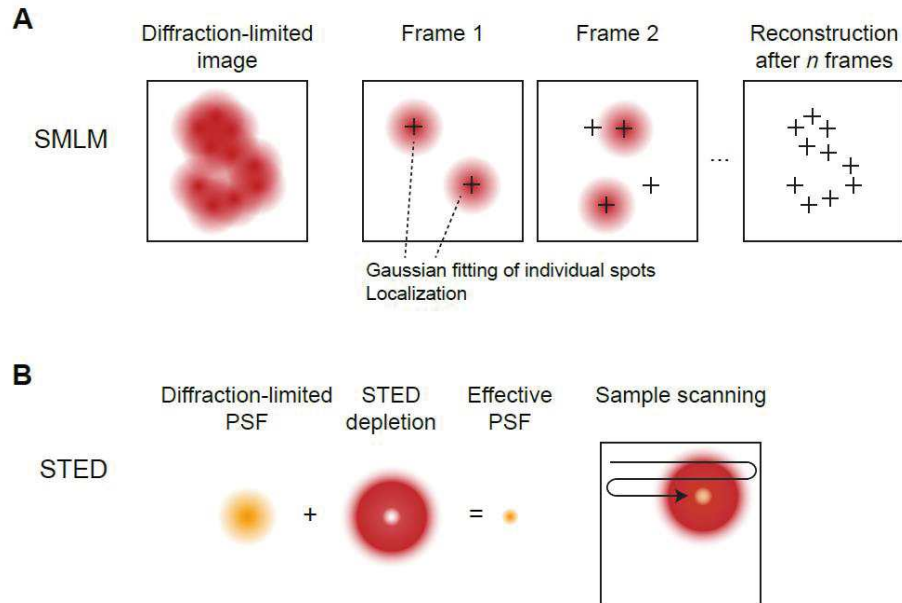 A
Diffraction-limited
image
Frame 1
Frame 2
Reconstruction
after n frames
SMLM
...
Gaussian fitting of individual spots
Localization
B
Diffraction-limited
PSF
STED
depletion
Effective
PSF
Sample scanning
STED
+
=